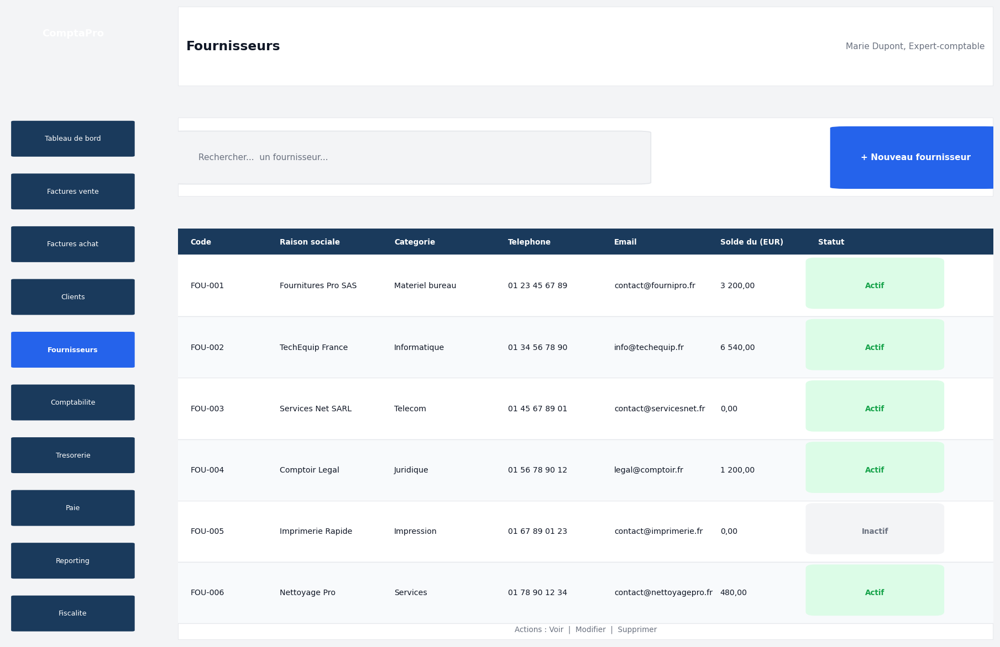 ComptaPro
Tableau de bord
Factures vente
Factures achat
Clients
Fournisseurs
Comptabilite
Tresorerie
Paie
Reporting
Fiscalite
Fournisseurs
Marie Dupont, Expert-comptable
Rechercher...  un fournisseur...
+ Nouveau fournisseur
Code Raison sociale Categorie Telephone Email Solde du (EUR) Statut
FOU-001 Fournitures Pro SAS Materiel bureau 01 23 45 67 89 contact@fournipro.fr 3 200,00 Actif
FOU-002 TechEquip France Informatique 01 34 56 78 90 info@techequip.fr 6 540,00 Actif
FOU-003 Services Net SARL Telecom 01 45 67 89 01 contact@servicesnet.fr 0,00 Actif
FOU-004 Comptoir Legal Juridique 01 56 78 90 12 legal@comptoir.fr 1 200,00 Actif
FOU-005 Imprimerie Rapide Impression 01 67 89 01 23 contact@imprimerie.fr 0,00 Inactif
FOU-006 Nettoyage Pro Services 01 78 90 12 34 contact@nettoyagepro.fr 480,00 Actif
Actions : Voir | Modifier | Supprimer